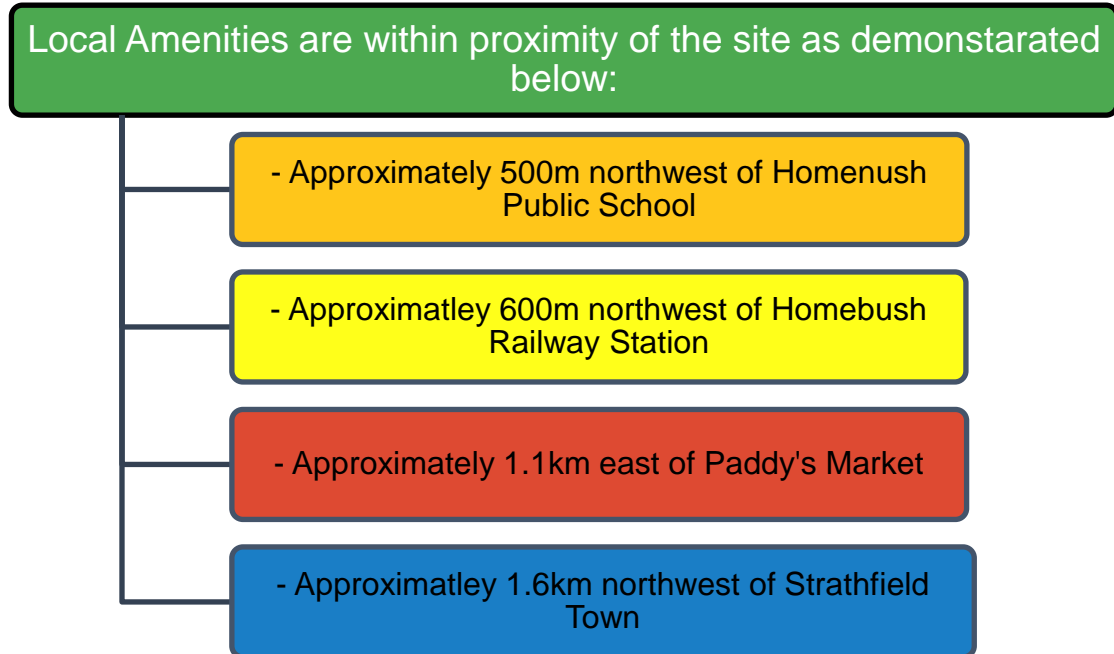 Local Amenities are within proximity of the site as demonstarated
below:
- Approximately 500m northwest of Homenush
Public School
- Approximatley 600m northwest of Homebush
Railway Station
- Approximately 1.1km east of Paddy's Market
- Approximatley 1.6km northwest of Strathfield
Town